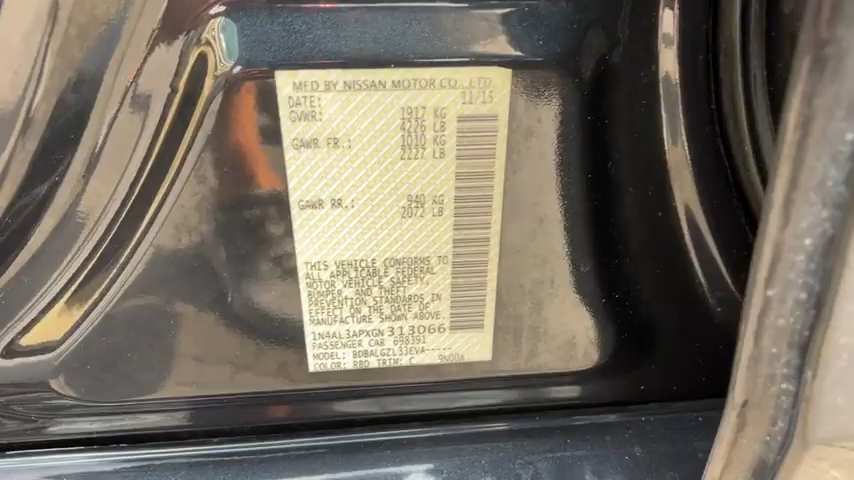 MFD BY NISSAN MOTOR CO., LTD
DATE: 11/15
GVWR: 1917 KG
4226 LB
GAWR FR.: 1010 KG
2227 LB
GAWR RR.: 940 KG
2072 LB
THIS VEHICLE CONFORMS TO
ALL APPLICABLE FEDERAL
MOTOR VEHICLE SAFETY,
BUMPER, AND THEFT
PREVENTION STANDARDS IN
EFFECT ON THE DATE OF
MANUFACTURE SHOWN ABOVE.
1N4AL3APXGN313066
PASSENGER CAR 698391
MODEL: BDBALGZL33EVA-----
COLOR: RBD TRIM: C